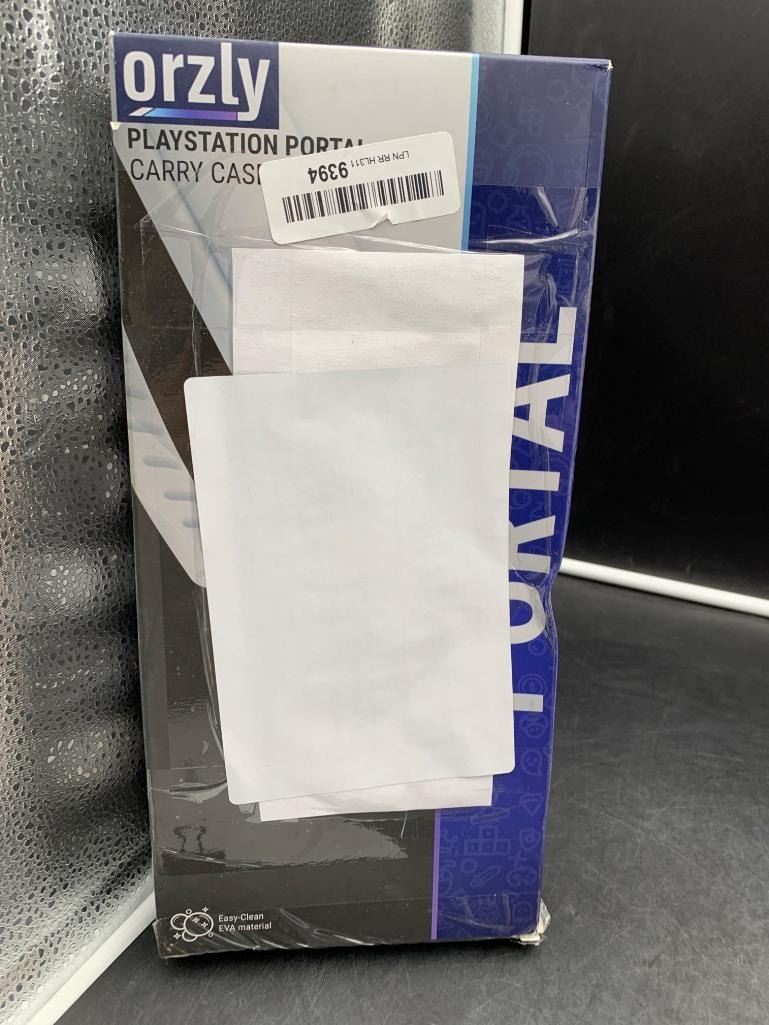 orzly
PLAYSTATION PORTAL
CARRY CASE
LPN RR HL311
9394
PORTAL
Easy-Clean
EVA material